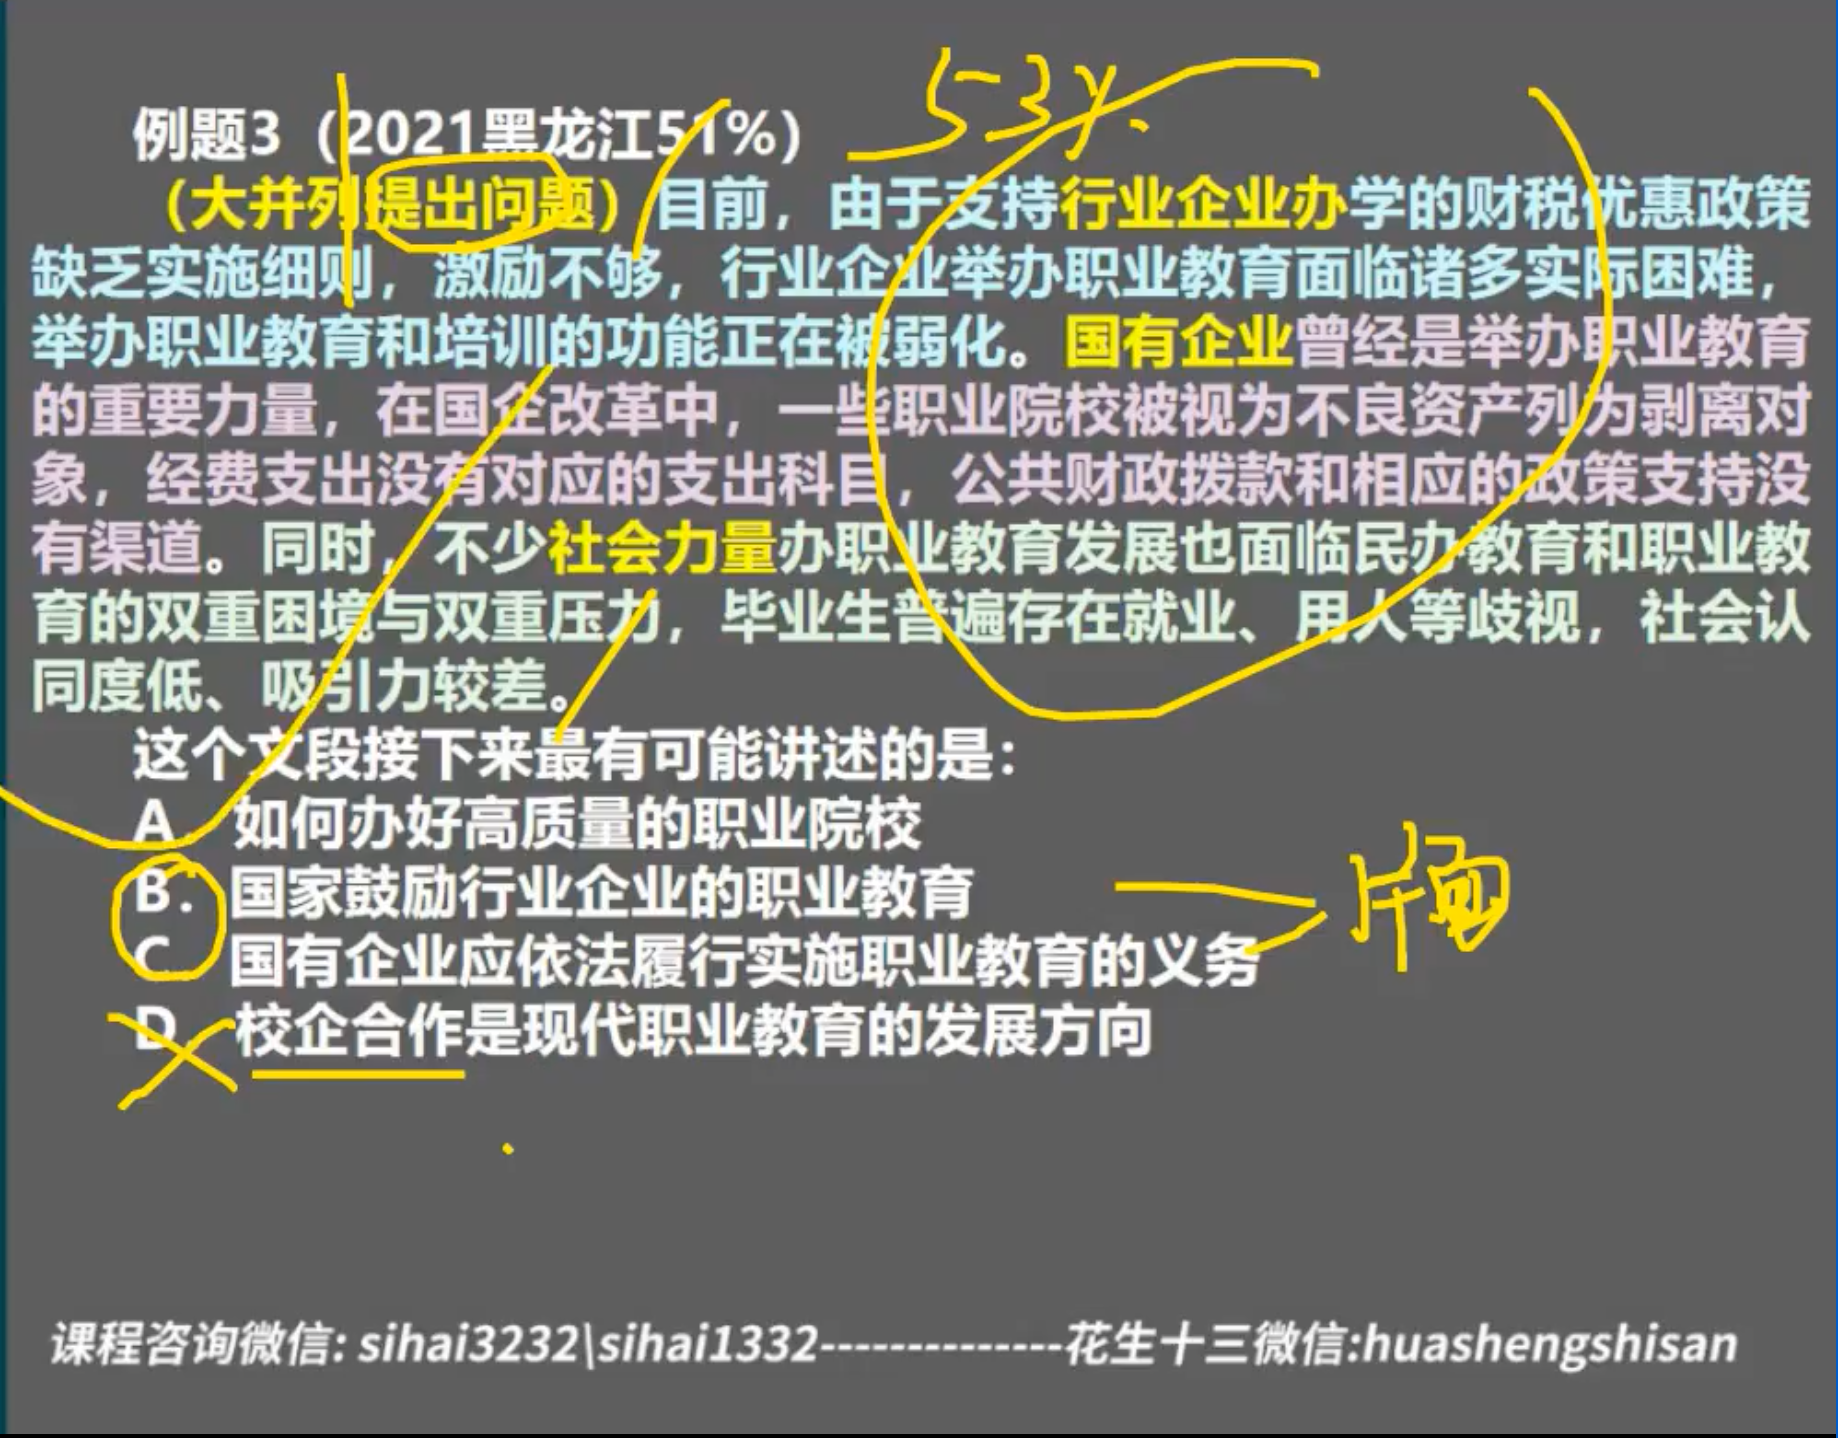 53%
例题3（2021黑龙江51%）
（大并列提出问题）目前，由于支持行业企业办学的财税优惠政策
缺乏实施细则，激励不够，行业企业举办职业教育面临诸多实际困难，
举办职业教育和培训的功能正在被弱化。国有企业曾经是举办职业教育
的重要力量，在国企改革中，一些职业院校被视为不良资产列为剥离对
象，经费支出没有对应的支出科目，公共财政拨款和相应的政策支持没
有渠道。同时，不少社会力量办职业教育发展也面临民办教育和职业教
育的双重困境与双重压力，毕业生普遍存在就业、用人等歧视，社会认
同度低、吸引力较差。
这个文段接下来最有可能讲述的是：
A．如何办好高质量的职业院校
B．国家鼓励行业企业的职业教育
C．国有企业应依法履行实施职业教育的义务
D．校企合作是现代职业教育的发展方向
课程咨询微信: sihai3232\sihai1332--------------花生十三微信:huashengshisan